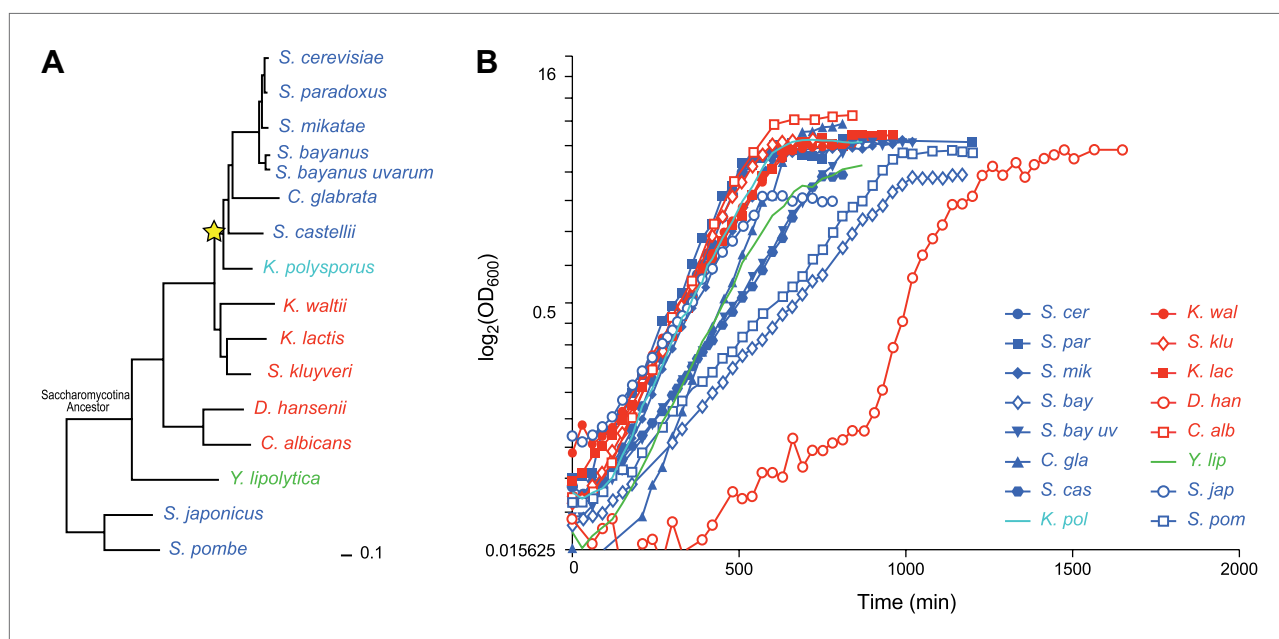 A
S. cerevisiae
S. paradoxus
S. mikatae
S. bayanus
S. bayanus uvarum
C. glabrata
S. castellii
K. polysporus
K. waltii
K. lactis
S. kluyveri
Saccharomycotina
Ancestor
D. hansenii
C. albicans
Y. lipolytica
S. japonicus
S. pombe
0.1
B
16
0.5
0.015625
log2(OD600)
0
500
1000
1500
2000
Time (min)
S. cer
S. par
S. mik
S. bay
S. bay uv
C. gla
S. cas
K. pol
K. wal
S. klu
K. lac
D. han
C. alb
Y. lip
S. jap
S. pom